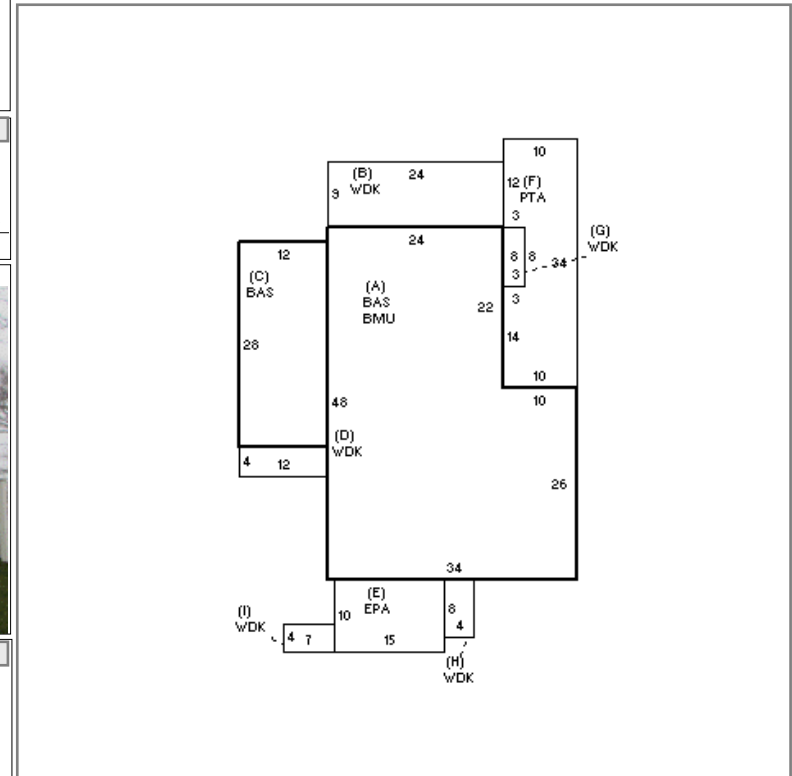 10
(B)
WDK
24
9
12 (F)
PTA
3
24
(G)
WDK
12
(C)
BAS
8 8
3
34
(A)
BAS
BMU
3
22
14
28
10
10
48
(D)
WDK
4 12
26
34
(E)
EPA
10
8
4
(I)
WDK
4 7
15
(H)
WDK